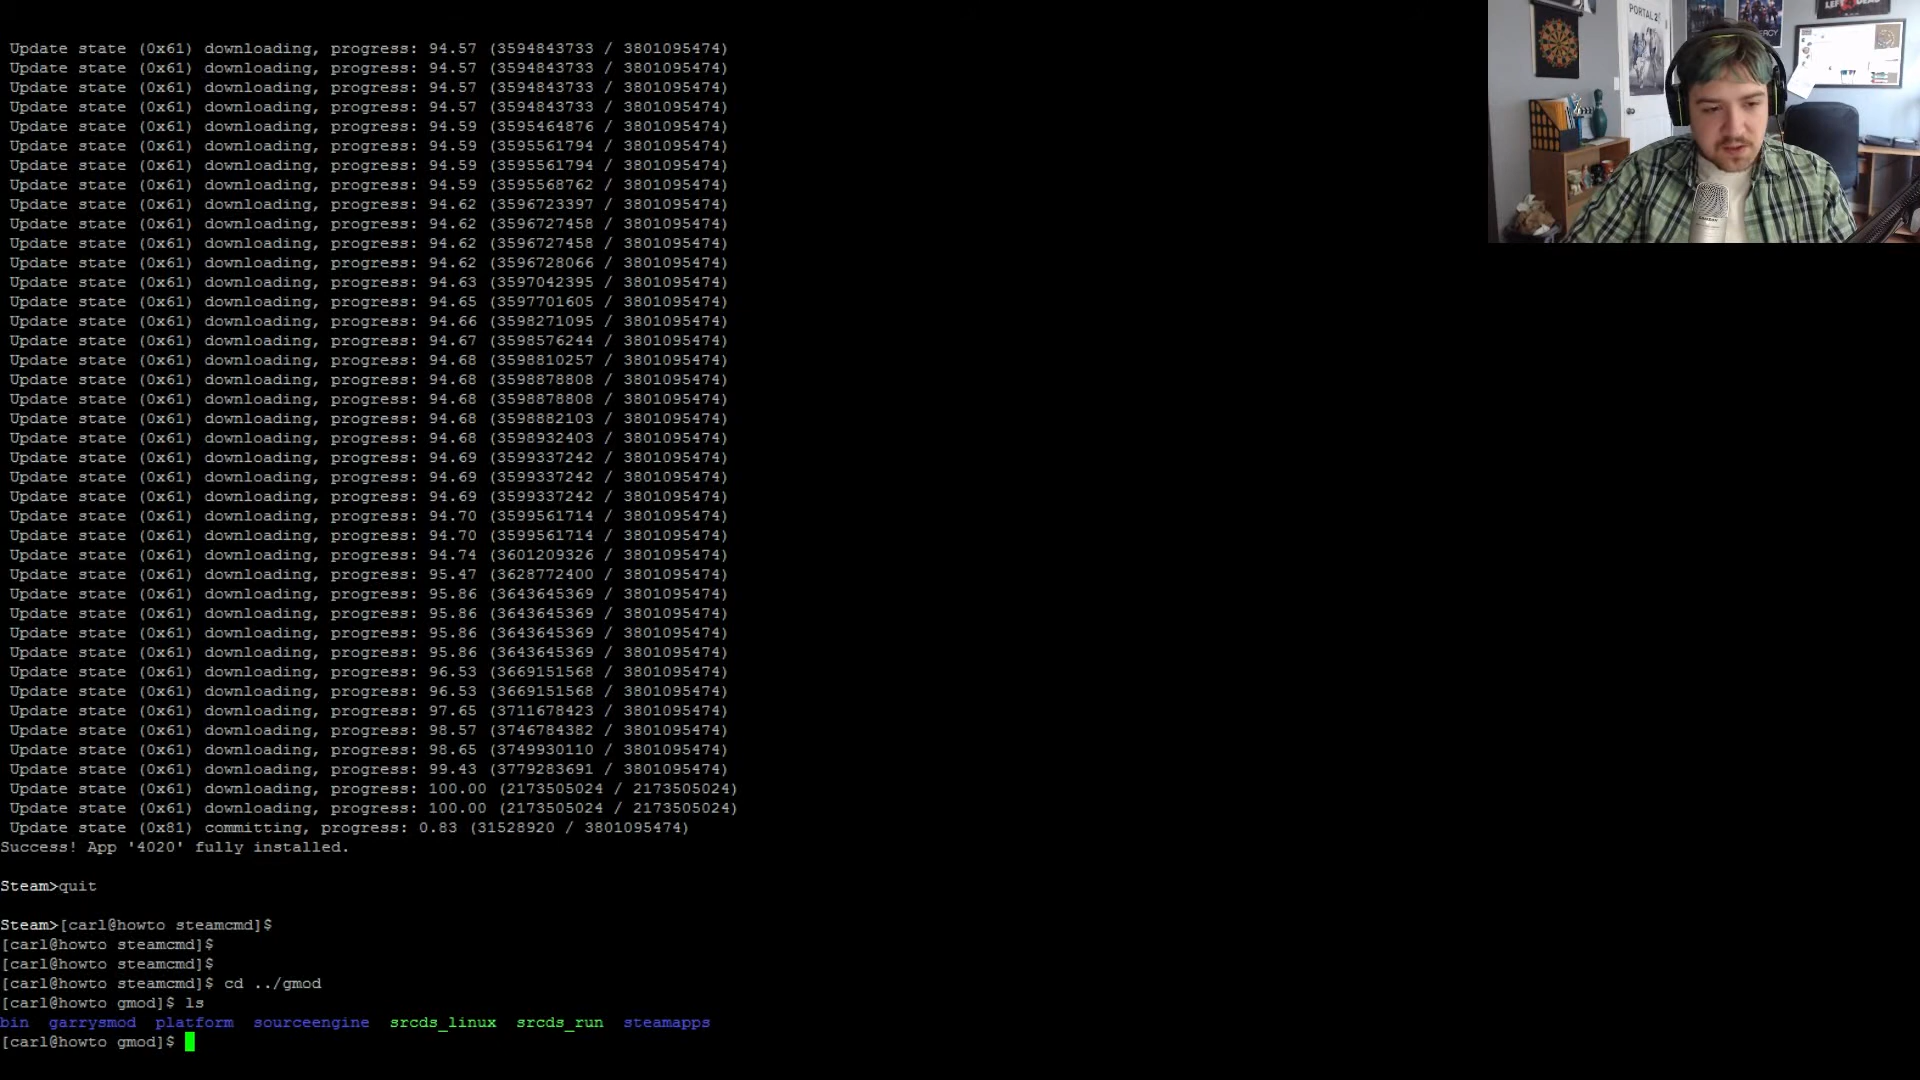 Update state (0x61) downloading, progress: 94.57 (3594843733 / 3801095474)
Update state (0x61) downloading, progress: 94.57 (3594843733 / 3801095474)
Update state (0x61) downloading, progress: 94.57 (3594843733 / 3801095474)
Update state (0x61) downloading, progress: 94.57 (3594843733 / 3801095474)
Update state (0x61) downloading, progress: 94.59 (3595464876 / 3801095474)
Update state (0x61) downloading, progress: 94.59 (3595561794 / 3801095474)
Update state (0x61) downloading, progress: 94.59 (3595561794 / 3801095474)
Update state (0x61) downloading, progress: 94.59 (3595568762 / 3801095474)
Update state (0x61) downloading, progress: 94.62 (3596723397 / 3801095474)
Update state (0x61) downloading, progress: 94.62 (3596727458 / 3801095474)
Update state (0x61) downloading, progress: 94.62 (3596727458 / 3801095474)
Update state (0x61) downloading, progress: 94.62 (3596728066 / 3801095474)
Update state (0x61) downloading, progress: 94.63 (3597042395 / 3801095474)
Update state (0x61) downloading, progress: 94.65 (3597701605 / 3801095474)
Update state (0x61) downloading, progress: 94.66 (3598271095 / 3801095474)
Update state (0x61) downloading, progress: 94.67 (3598576244 / 3801095474)
Update state (0x61) downloading, progress: 94.68 (3598810257 / 3801095474)
Update state (0x61) downloading, progress: 94.68 (3598878808 / 3801095474)
Update state (0x61) downloading, progress: 94.68 (3598878808 / 3801095474)
Update state (0x61) downloading, progress: 94.68 (3598882103 / 3801095474)
Update state (0x61) downloading, progress: 94.68 (3598932403 / 3801095474)
Update state (0x61) downloading, progress: 94.69 (3599337242 / 3801095474)
Update state (0x61) downloading, progress: 94.69 (3599337242 / 3801095474)
Update state (0x61) downloading, progress: 94.69 (3599337242 / 3801095474)
Update state (0x61) downloading, progress: 94.70 (3599561714 / 3801095474)
Update state (0x61) downloading, progress: 94.70 (3599561714 / 3801095474)
Update state (0x61) downloading, progress: 94.74 (3601209326 / 3801095474)
Update state (0x61) downloading, progress: 95.47 (3628772400 / 3801095474)
Update state (0x61) downloading, progress: 95.86 (3643645369 / 3801095474)
Update state (0x61) downloading, progress: 95.86 (3643645369 / 3801095474)
Update state (0x61) downloading, progress: 95.86 (3643645369 / 3801095474)
Update state (0x61) downloading, progress: 95.86 (3643645369 / 3801095474)
Update state (0x61) downloading, progress: 96.53 (3669151568 / 3801095474)
Update state (0x61) downloading, progress: 96.53 (3669151568 / 3801095474)
Update state (0x61) downloading, progress: 97.65 (3711678423 / 3801095474)
Update state (0x61) downloading, progress: 98.57 (3746784382 / 3801095474)
Update state (0x61) downloading, progress: 98.65 (3749930110 / 3801095474)
Update state (0x61) downloading, progress: 99.43 (3779283691 / 3801095474)
Update state (0x61) downloading, progress: 100.00 (2173505024 / 2173505024)
Update state (0x61) downloading, progress: 100.00 (2173505024 / 2173505024)
Update state (0x81) committing, progress: 0.83 (31528920 / 3801095474)
Success! App '4020' fully installed.
Steam>quit
Steam>[carl@howto steamcmd]$
[carl@howto steamcmd]$
[carl@howto steamcmd]$
[carl@howto steamcmd]$ cd ../gmod
[carl@howto gmod]$ ls
bin garrysmod platform sourceengine srcds_linux srcds_run steamapps
[carl@howto gmod]$
PORTAL 2